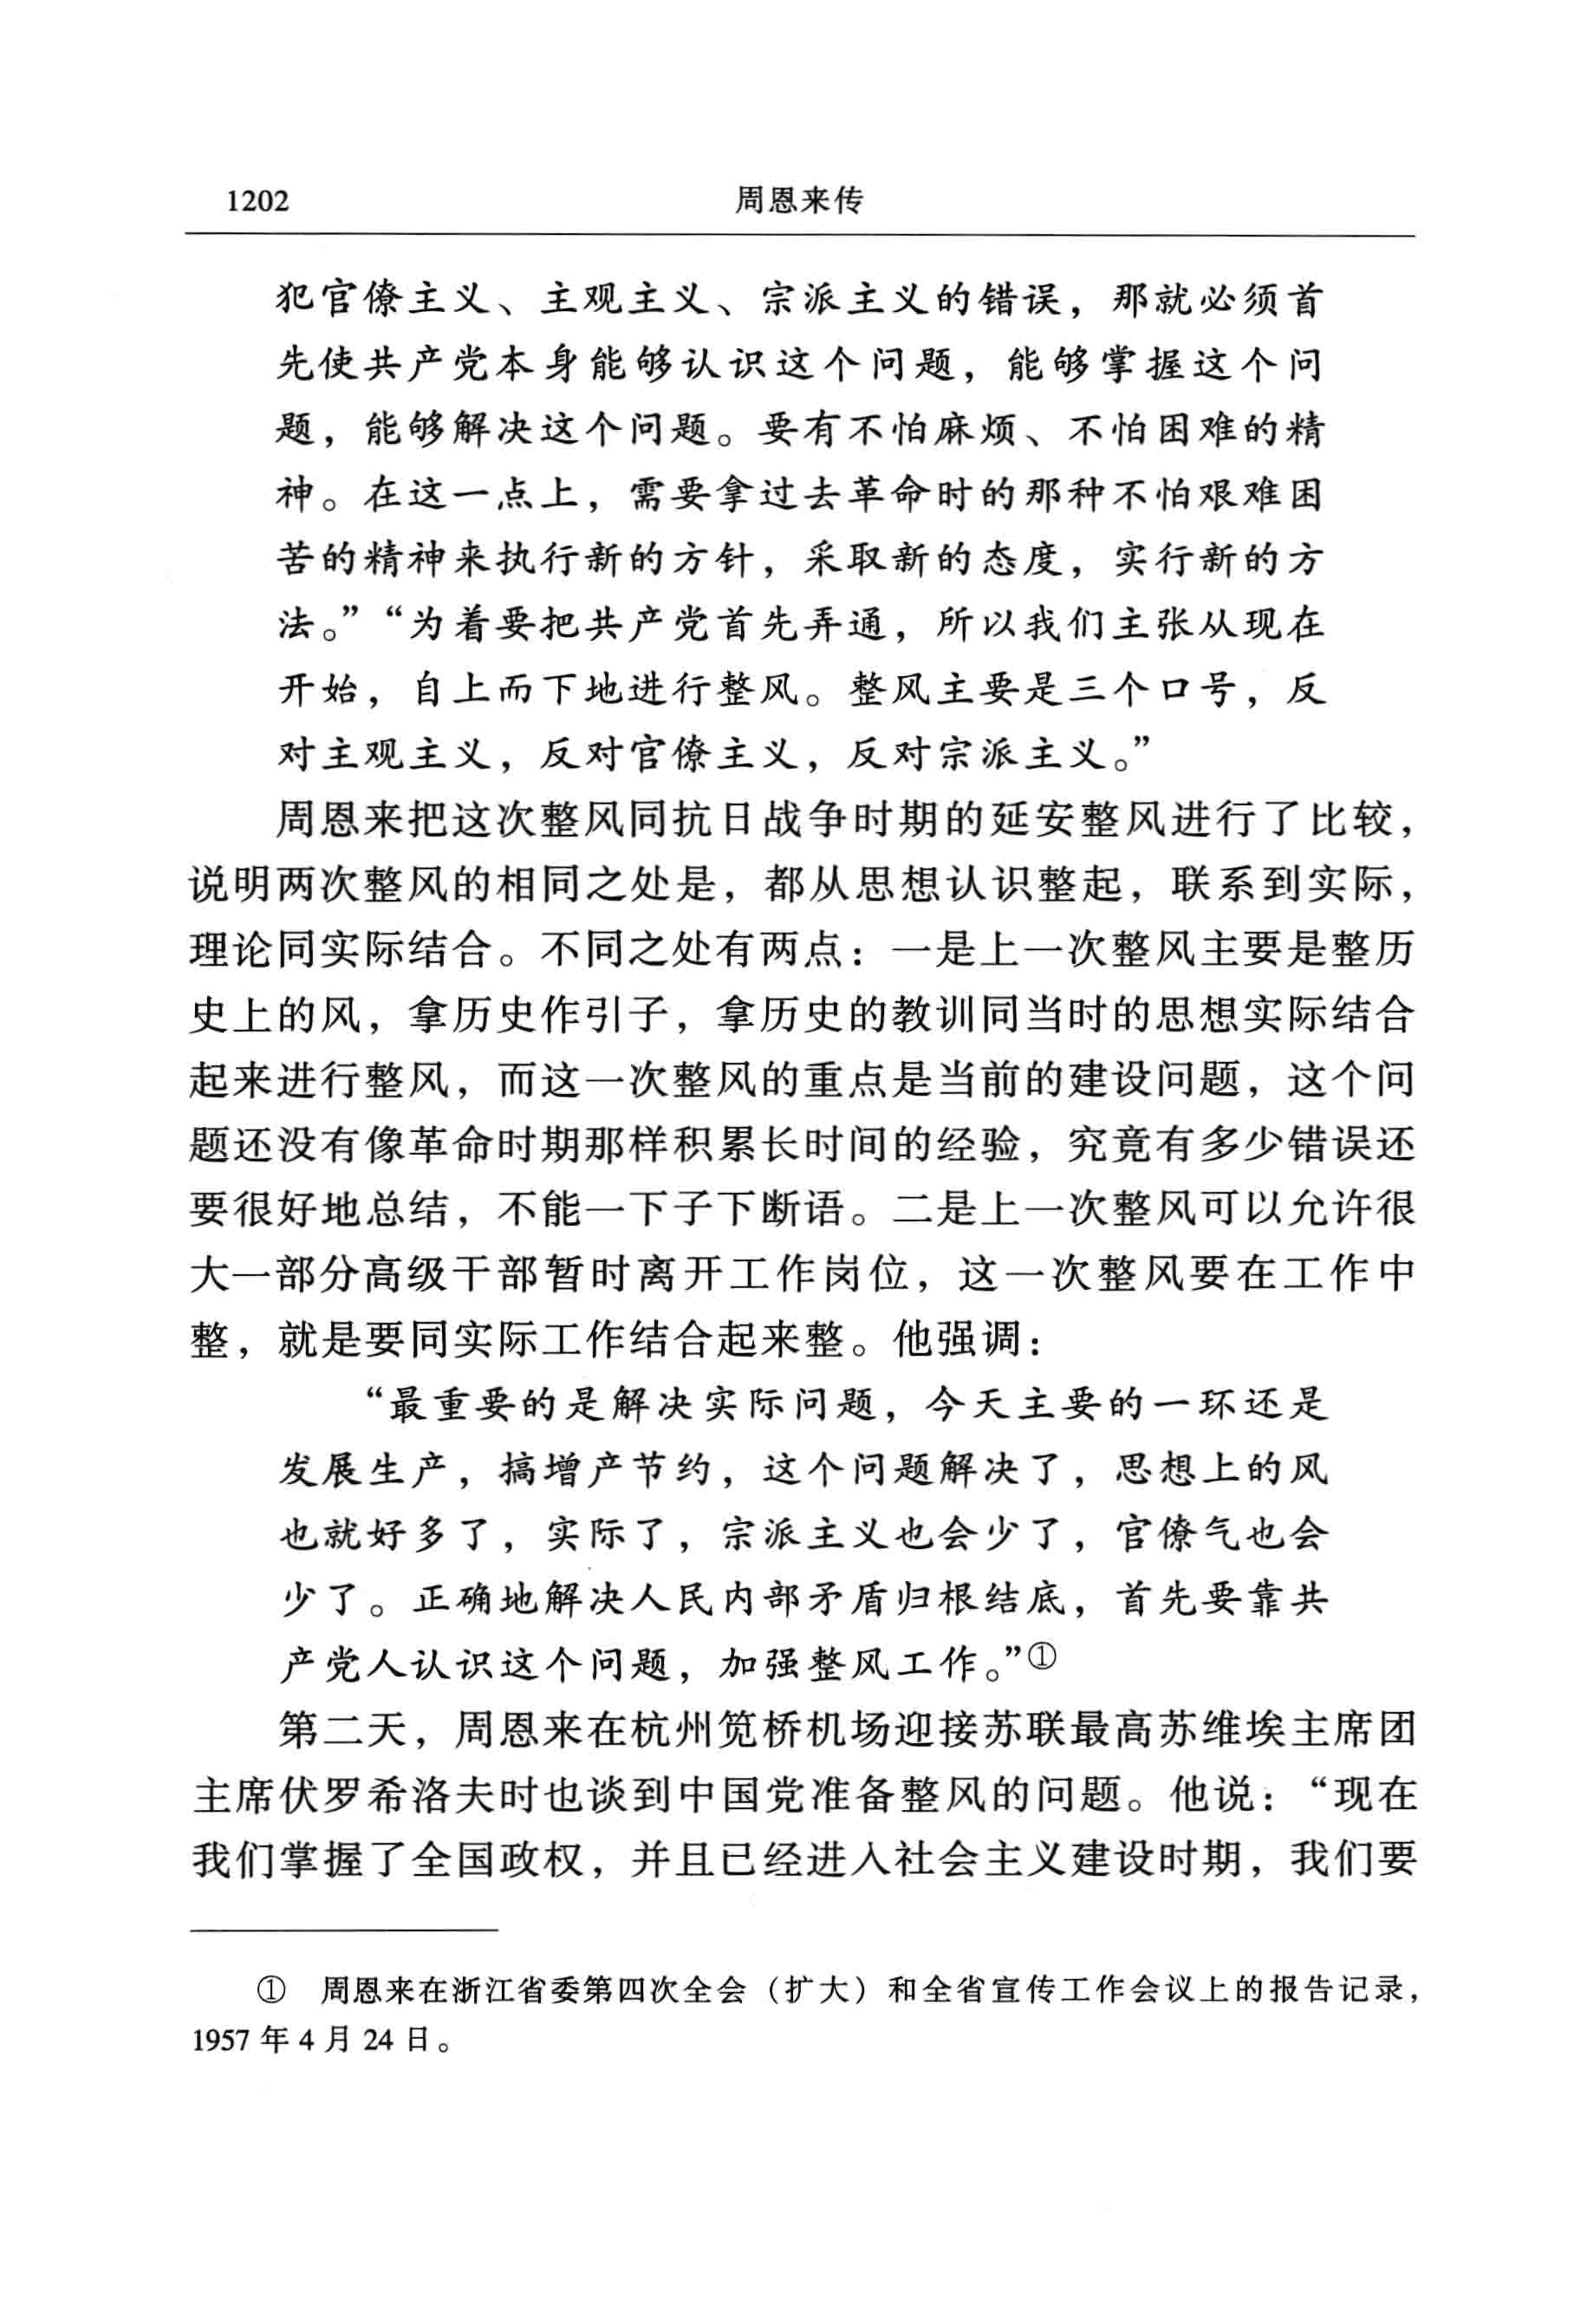 1202
周恩来传
犯官僚主义、主观主义、宗派主义的错误，那就必须首
先使共产党本身能够认识这个问题，能够掌握这个问
题，能够解决这个问题。要有不怕麻烦、不怕困难的精
神。在这一点上，需要拿过去革命时的那种不怕艰难困
苦的精神来执行新的方针，采取新的态度，实行新的方
法。”“为着要把共产党首先弄通，所以我们主张从现在
开始，自上而下地进行整风。整风主要是三个口号，反
对主观主义，反对官僚主义，反对宗派主义。”
周恩来把这次整风同抗日战争时期的延安整风进行了比较，
说明两次整风的相同之处是，都从思想认识整起，联系到实际，
理论同实际结合。不同之处有两点：一是上一次整风主要是整历
史上的风，拿历史作引子，拿历史的教训同当时的思想实际结合
起来进行整风，而这一次整风的重点是当前的建设问题，这个问
题还没有像革命时期那样积累长时间的经验，究竟有多少错误还
要很好地总结，不能一下子下断语。二是上一次整风可以允许很
大一部分高级干部暂时离开工作岗位，这一次整风要在工作中
整，就是要同实际工作结合起来整。他强调：
“最重要的是解决实际问题，今天主要的一环还是
发展生产，搞增产节约，这个问题解决了，思想上的风
也就好多了，实际了，宗派主义也会少了，官僚气也会
少了。正确地解决人民内部矛盾归根结底，首先要靠共
产党人认识这个问题，加强整风工作。”①
第二天，周恩来在杭州笕桥机场迎接苏联最高苏维埃主席团
主席伏罗希洛夫时也谈到中国党准备整风的问题。他说：“现在
我们掌握了全国政权，并且已经进入社会主义建设时期，我们要
① 周恩来在浙江省委第四次全会（扩大）和全省宣传工作会议上的报告记录，
1957 年 4 月 24 日。